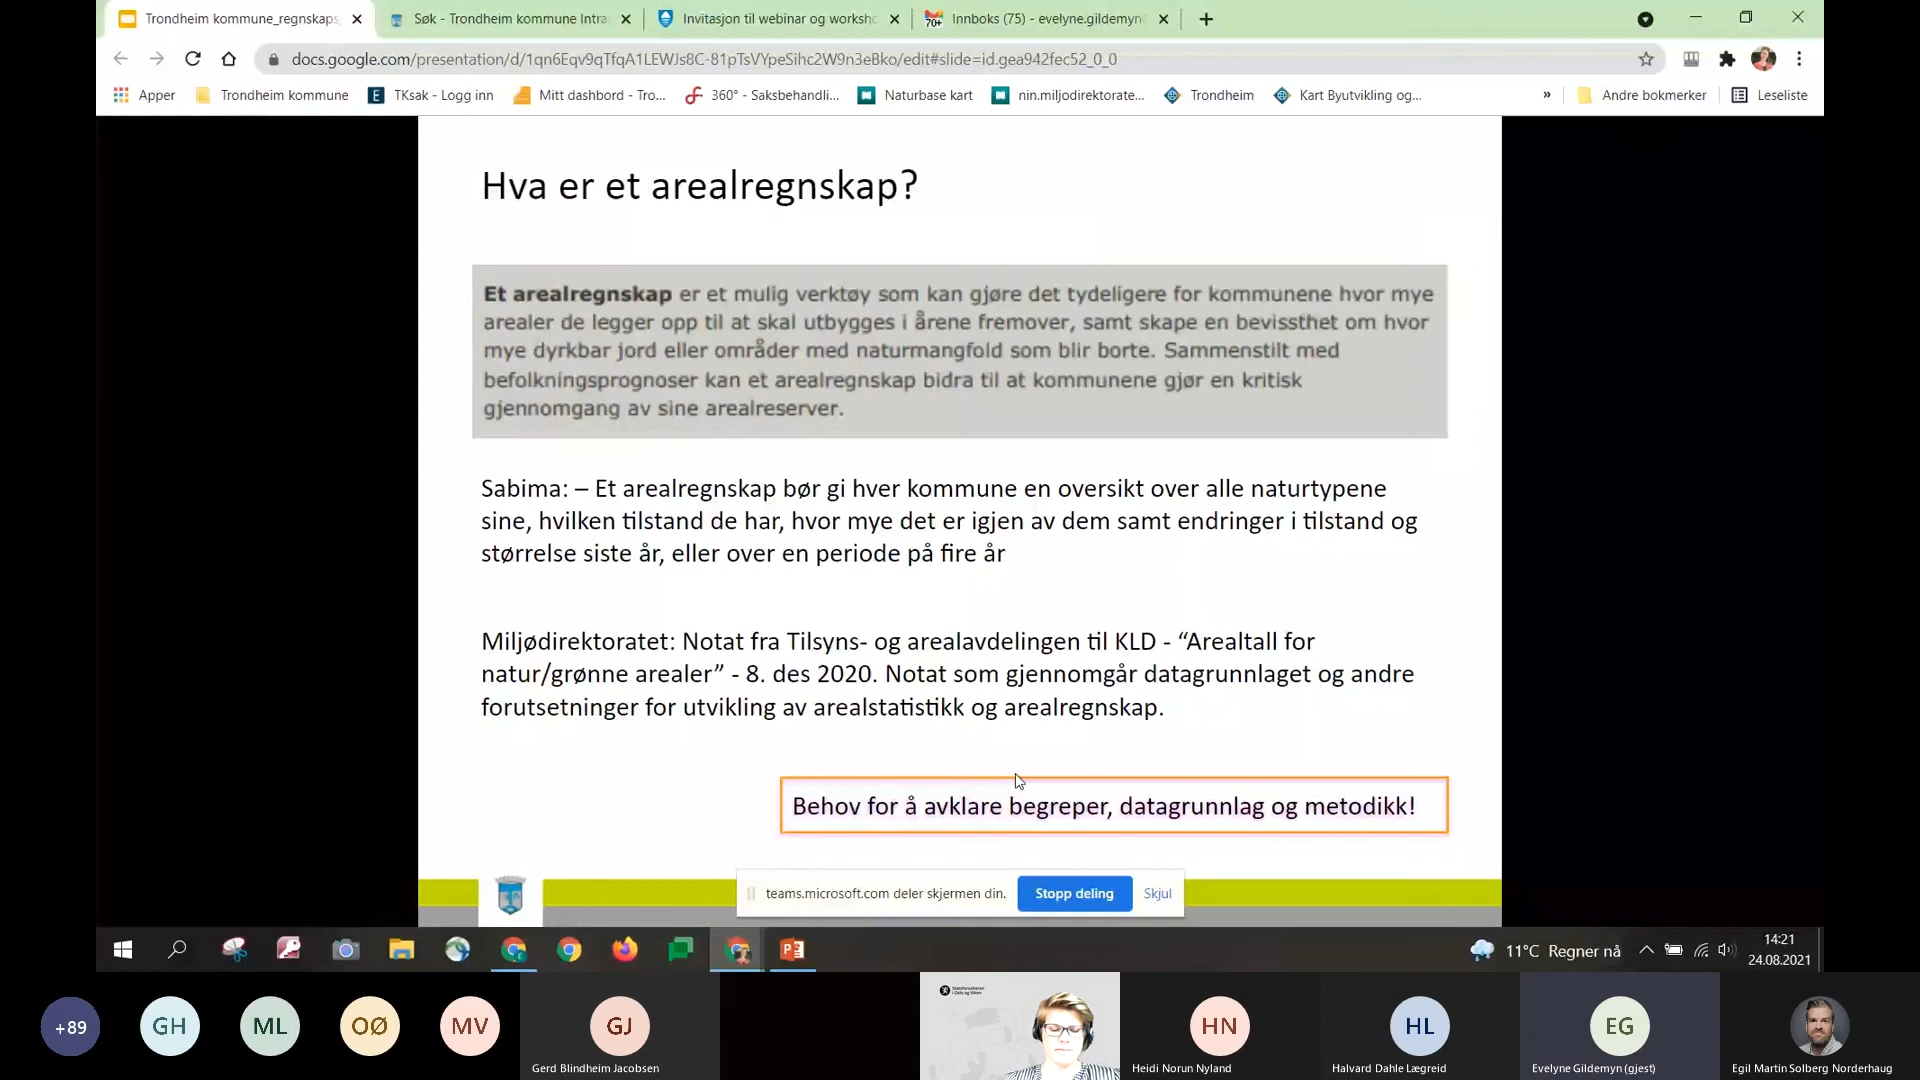 Trondheim kommune_regnskaps
Søk - Trondheim kommune Intra
Invitasjon til webinar og worksho
Innboks (75) - evelyne.gildemyn
docs.google.com/presentation/d/1qn6Eqv9qTfqA1LEWJs8C-81pTsVYpeSihc2W9n3eBko/edit#slide=id.gea942fec52_0_0
Apper
Trondheim kommune
TKsak - Logg inn
Mitt dashbord - Tro...
360° - Saksbehandli...
Naturbase kart
nin.miljodirektorate...
Trondheim
Kart Byutvikling og...
»
Andre bokmerker
Leseliste
Hva er et arealregnskap?
Et arealregnskap er et mulig verktøy som kan gjøre det tydeligere for kommunene hvor mye
arealer de legger opp til at skal utbygges i årene fremover, samt skape en bevissthet om hvor
mye dyrkbar jord eller områder med naturmangfold som blir borte. Sammenstilt med
befolkningsprognoser kan et arealregnskap bidra til at kommunene gjør en kritisk
gjennomgang av sine arealreserver.
Sabima: – Et arealregnskap bør gi hver kommune en oversikt over alle naturtypene
sine, hvilken tilstand de har, hvor mye det er igjen av dem samt endringer i tilstand og
størrelse siste år, eller over en periode på fire år
Miljødirektoratet: Notat fra Tilsyns- og arealavdelingen til KLD - “Arealtall for
natur/grønne arealer” - 8. des 2020. Notat som gjennomgår datagrunnlaget og andre
forutsetninger for utvikling av arealstatistikk og arealregnskap.
Behov for å avklare begreper, datagrunnlag og metodikk!
teams.microsoft.com deler skjermen din.
Stopp deling
Skjul
11°C Regner nå
14:21
24.08.2021
+89
GH
ML
OØ
MV
GJ
Gerd Blindheim Jacobsen
Statsforvalteren
i Oslo og Viken
HN
Heidi Norun Nyland
HL
Halvard Dahle Lægreid
EG
Evelyne Gildemyn (gjest)
Egil Martin Solberg Norderhaug